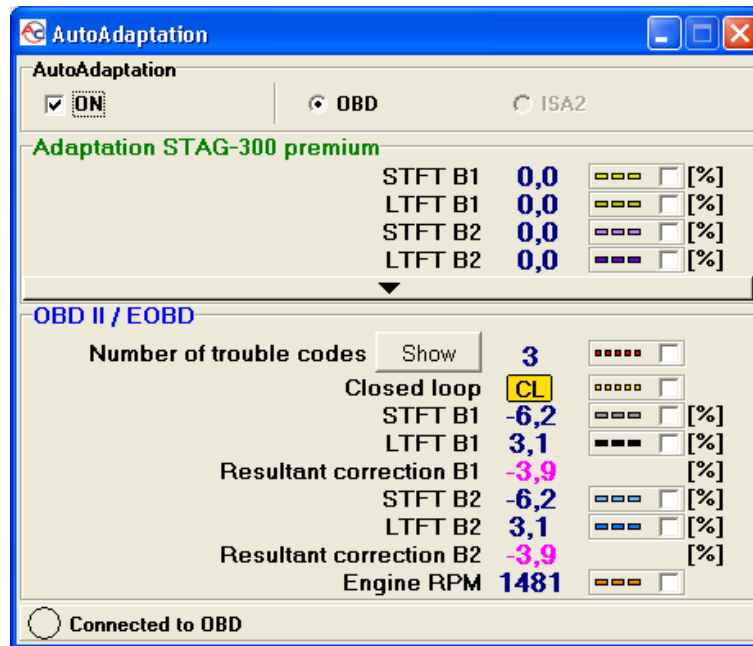 AC AutoAdaptation
AutoAdaptation
ON OBD ISA2
Adaptation STAG-300 premium
STFT B1 0,0 [%]
LTFT B1 0,0 [%]
STFT B2 0,0 [%]
LTFT B2 0,0 [%]
OBD II / EOBD
Number of trouble codes Show 3
Closed loop CL
STFT B1 -6,2 [%]
LTFT B1 3,1 [%]
Resultant correction B1 -3,9 [%]
STFT B2 -6,2 [%]
LTFT B2 3,1 [%]
Resultant correction B2 -3,9 [%]
Engine RPM 1481
Connected to OBD